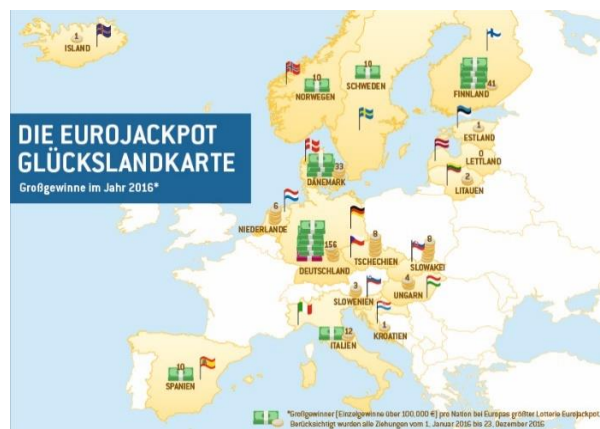 1
ISLAND
10
NORWEGEN
10
SCHWEDEN
41
FINNLAND
DIE EUROJACKPOT
GLÜCKSLANDKARTE
Großgewinne im Jahr 2016*
1
ESTLAND
0
LETTLAND
2
LITAUEN
33
DÄNEMARK
6
NIEDERLANDE
156
DEUTSCHLAND
8
TSCHECHIEN
8
SLOWAKEI
3
SLOWENIEN
4
UNGARN
1
KROATIEN
12
ITALIEN
10
SPANIEN
*Großgewinner [Einzelgewinne über 100.000 €] pro Nation bei Europas größter Lotterie Eurojackpot.
Berücksichtigt wurden alle Ziehungen vom 1. Januar 2016 bis 23. Dezember 2016